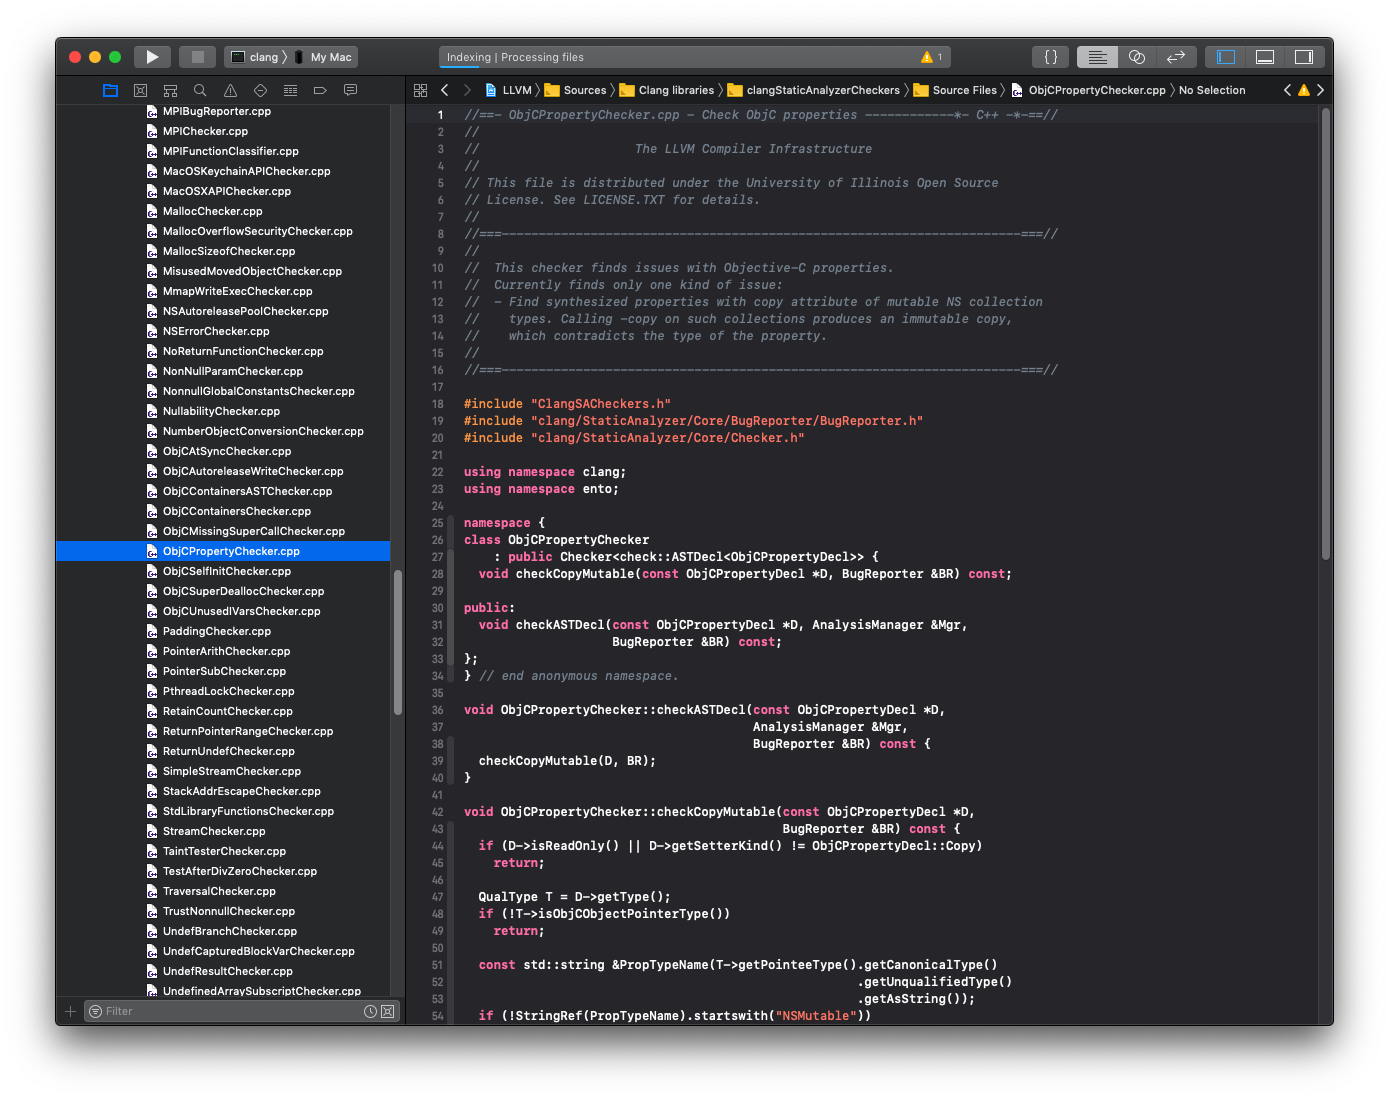 clang
My Mac
Indexing | Processing files
1
{ }
LLVM
Sources
Clang libraries
clangStaticAnalyzerCheckers
Source Files
ObjCPropertyChecker.cpp
No Selection
MPIBugReporter.cpp
MPIChecker.cpp
MPIFunctionClassifier.cpp
MacOSKeychainAPIChecker.cpp
MacOSXAPIChecker.cpp
MallocChecker.cpp
MallocOverflowSecurityChecker.cpp
MallocSizeofChecker.cpp
MisusedMovedObjectChecker.cpp
MmapWriteExecChecker.cpp
NSAutoreleasePoolChecker.cpp
NSErrorChecker.cpp
NoReturnFunctionChecker.cpp
NonNullParamChecker.cpp
NonnullGlobalConstantsChecker.cpp
NullabilityChecker.cpp
NumberObjectConversionChecker.cpp
ObjCAtSyncChecker.cpp
ObjCAutoreleaseWriteChecker.cpp
ObjCContainersASTChecker.cpp
ObjCContainersChecker.cpp
ObjCMissingSuperCallChecker.cpp
ObjCPropertyChecker.cpp
ObjCSelfInitChecker.cpp
ObjCSuperDeallocChecker.cpp
ObjCUnusedIVarsChecker.cpp
PaddingChecker.cpp
PointerArithChecker.cpp
PointerSubChecker.cpp
PthreadLockChecker.cpp
RetainCountChecker.cpp
ReturnPointerRangeChecker.cpp
ReturnUndefChecker.cpp
SimpleStreamChecker.cpp
StackAddrEscapeChecker.cpp
StdLibraryFunctionsChecker.cpp
StreamChecker.cpp
TaintTesterChecker.cpp
TestAfterDivZeroChecker.cpp
TraversalChecker.cpp
TrustNonnullChecker.cpp
UndefBranchChecker.cpp
UndefCapturedBlockVarChecker.cpp
UndefResultChecker.cpp
UndefinedArraySubscriptChecker.cpp
Filter
1 //==- ObjCPropertyChecker.cpp - Check ObjC properties ------------*- C++ -*-==//
2 //
3 //                     The LLVM Compiler Infrastructure
4 //
5 // This file is distributed under the University of Illinois Open Source
6 // License. See LICENSE.TXT for details.
7 //
8 //===----------------------------------------------------------------------===//
9 //
10 //  This checker finds issues with Objective-C properties.
11 //  Currently finds only one kind of issue:
12 //  - Find synthesized properties with copy attribute of mutable NS collection
13 //    types. Calling -copy on such collections produces an immutable copy,
14 //    which contradicts the type of the property.
15 //
16 //===----------------------------------------------------------------------===//
17
18 #include "ClangSACheckers.h"
19 #include "clang/StaticAnalyzer/Core/BugReporter/BugReporter.h"
20 #include "clang/StaticAnalyzer/Core/Checker.h"
21
22 using namespace clang;
23 using namespace ento;
24
25 namespace {
26 class ObjCPropertyChecker
27     : public Checker<check::ASTDecl<ObjCPropertyDecl>> {
28   void checkCopyMutable(const ObjCPropertyDecl *D, BugReporter &BR) const;
29
30 public:
31   void checkASTDecl(const ObjCPropertyDecl *D, AnalysisManager &Mgr,
32                     BugReporter &BR) const;
33 };
34 } // end anonymous namespace.
35
36 void ObjCPropertyChecker::checkASTDecl(const ObjCPropertyDecl *D,
37                                        AnalysisManager &Mgr,
38                                        BugReporter &BR) const {
39   checkCopyMutable(D, BR);
40 }
41
42 void ObjCPropertyChecker::checkCopyMutable(const ObjCPropertyDecl *D,
43                                            BugReporter &BR) const {
44   if (D->isReadOnly() || D->getSetterKind() != ObjCPropertyDecl::Copy)
45     return;
46
47   QualType T = D->getType();
48   if (!T->isObjCObjectPointerType())
49     return;
50
51   const std::string &PropTypeName(T->getPointeeType().getCanonicalType()
52                                                      .getUnqualifiedType()
53                                                      .getAsString());
54   if (!StringRef(PropTypeName).startswith("NSMutable"))